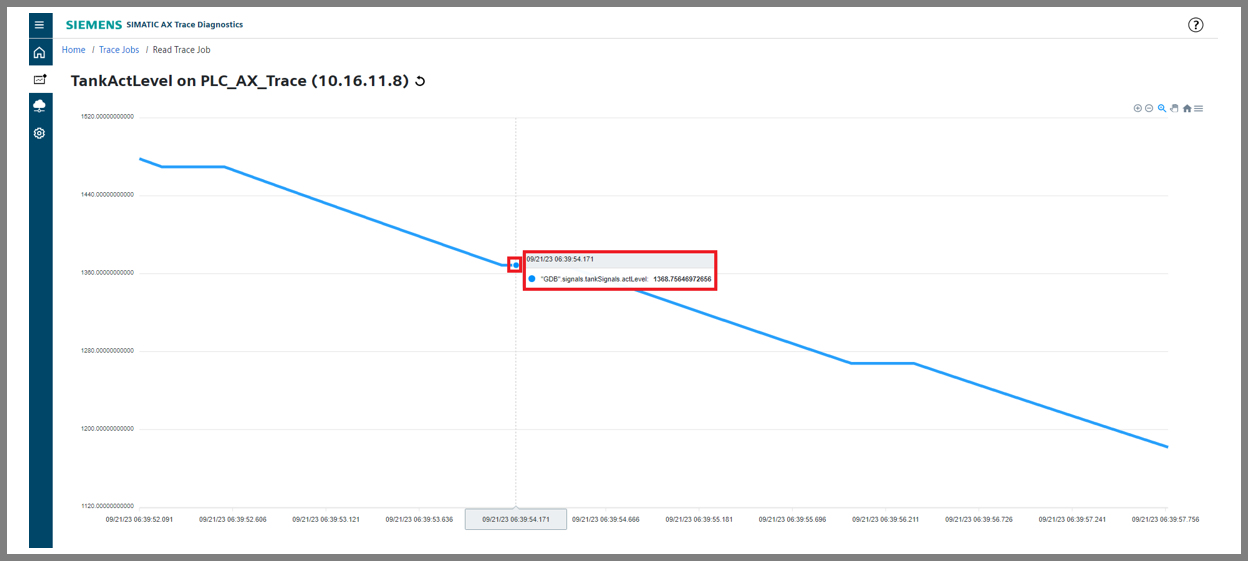 SIEMENS SIMATIC AX Trace Diagnostics
Home / Trace Jobs / Read Trace Job
TankActLevel on PLC_AX_Trace (10.16.11.8)
1520.00000000000
1440.00000000000
1360.00000000000
1280.00000000000
1200.00000000000
1120.00000000000
09/21/23 06:39:54.171
"GDB".signals.tankSignals.actLevel: 1368.75646972656
09/21/23 06:39:52.091 09/21/23 06:39:52.606 09/21/23 06:39:53.121 09/21/23 06:39:53.636 09/21/23 06:39:54.171 09/21/23 06:39:54.666 09/21/23 06:39:55.181 09/21/23 06:39:55.696 09/21/23 06:39:56.211 09/21/23 06:39:56.726 09/21/23 06:39:57.241 09/21/23 06:39:57.756